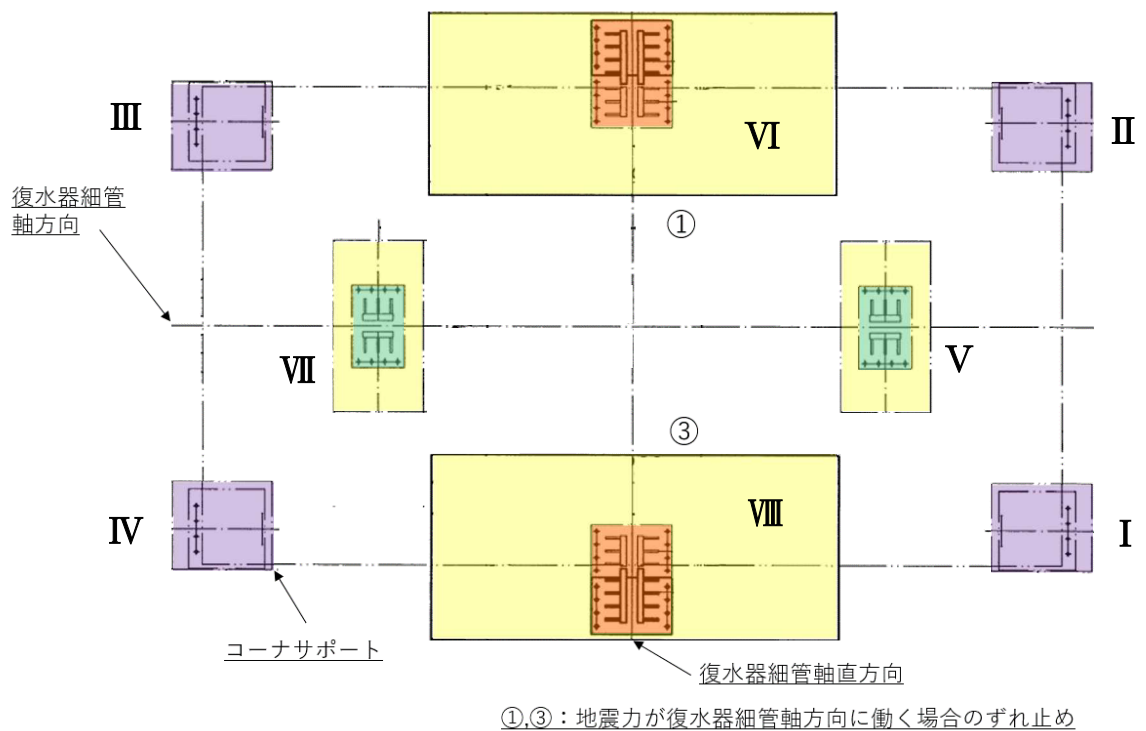 Ⅲ
Ⅵ
Ⅱ
復水器細管
軸方向
①
Ⅶ
Ⅴ
③
Ⅳ
Ⅷ
Ⅰ
コーナサポート
復水器細管軸直方向
①,③：地震力が復水器細管軸方向に働く場合のずれ止め